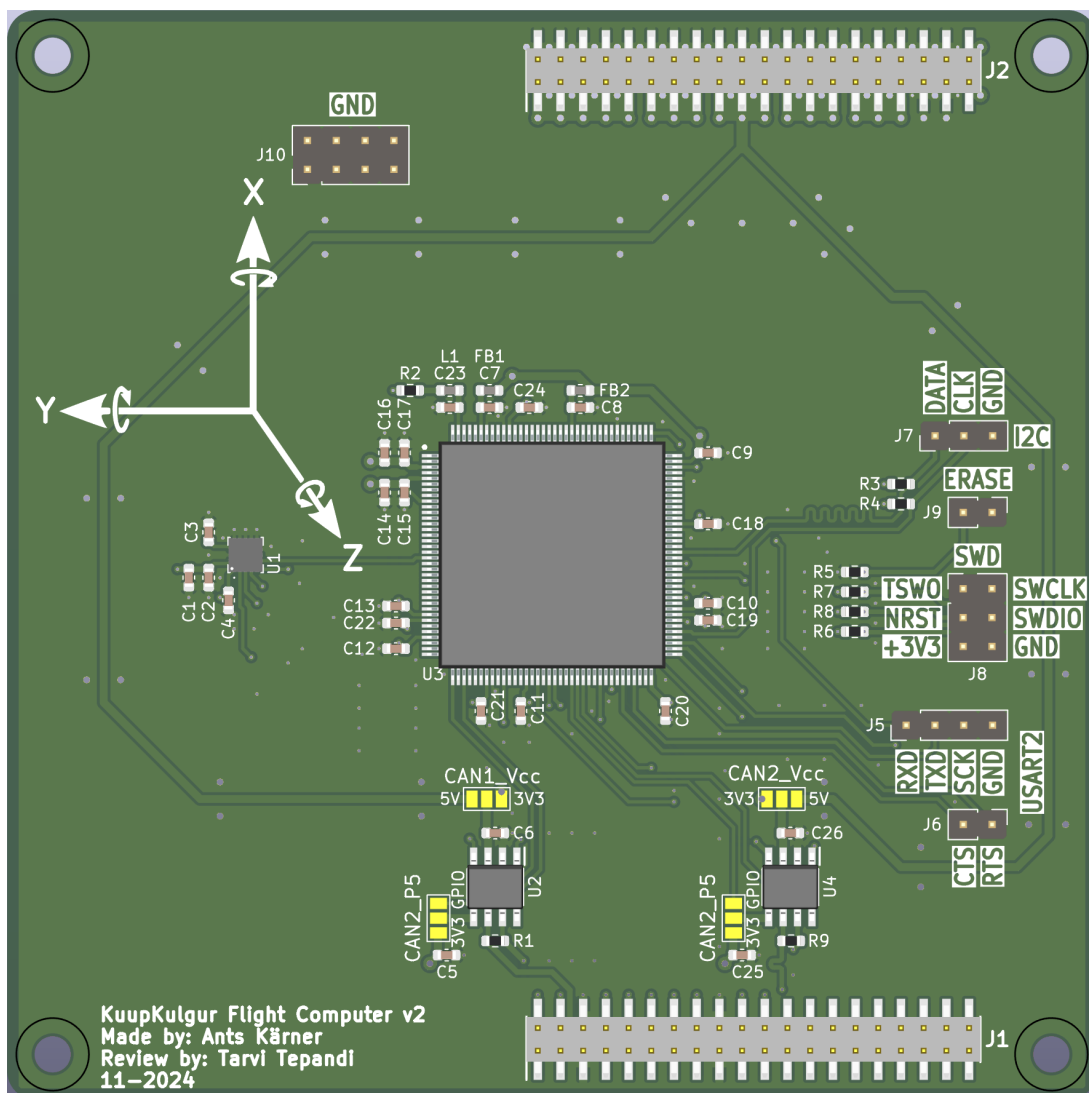 J2
GND
J10
X
Y
Z
L1
FB1
R2
C23
C7
C24
FB2
C8
C16
C17
C9
C14
C15
C18
DATA
CLK
GND
J7
I2C
R3
R4
ERASE
J9
SWD
C3
U1
C1
C2
C4
C13
C22
C12
U3
C10
C19
R5
R7
R8
R6
TSWO
SWCLK
NRST
SWDIO
+3V3
GND
J8
C21
C11
C20
J5
RXD
TXD
SCK
GND
USART2
CAN1_Vcc
5V
3V3
C6
CAN2_Vcc
3V3
5V
C26
J6
CTS
RTS
CAN2_P5
GPIO
3V3
U2
R1
C5
CAN2_P5
GPIO
3V3
U4
R9
C25
KuupKulgur Flight Computer v2
Made by: Ants Kärner
Review by: Tarvi Tepandi
11-2024
J1